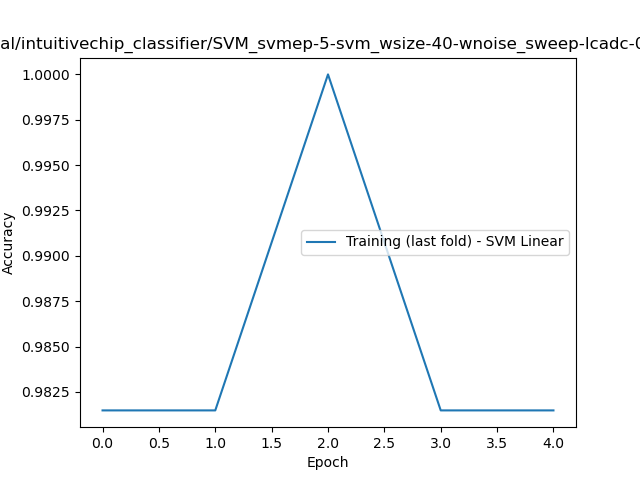 al/intuitivechip_classifier/SVM_svmep-5-svm_wsize-40-wnoise_sweep-lcadc-0
1.0000
0.9975
0.9950
0.9925
0.9900
0.9875
0.9850
0.9825
Accuracy
Training (last fold) - SVM Linear
0.0 0.5 1.0 1.5 2.0 2.5 3.0 3.5 4.0
Epoch